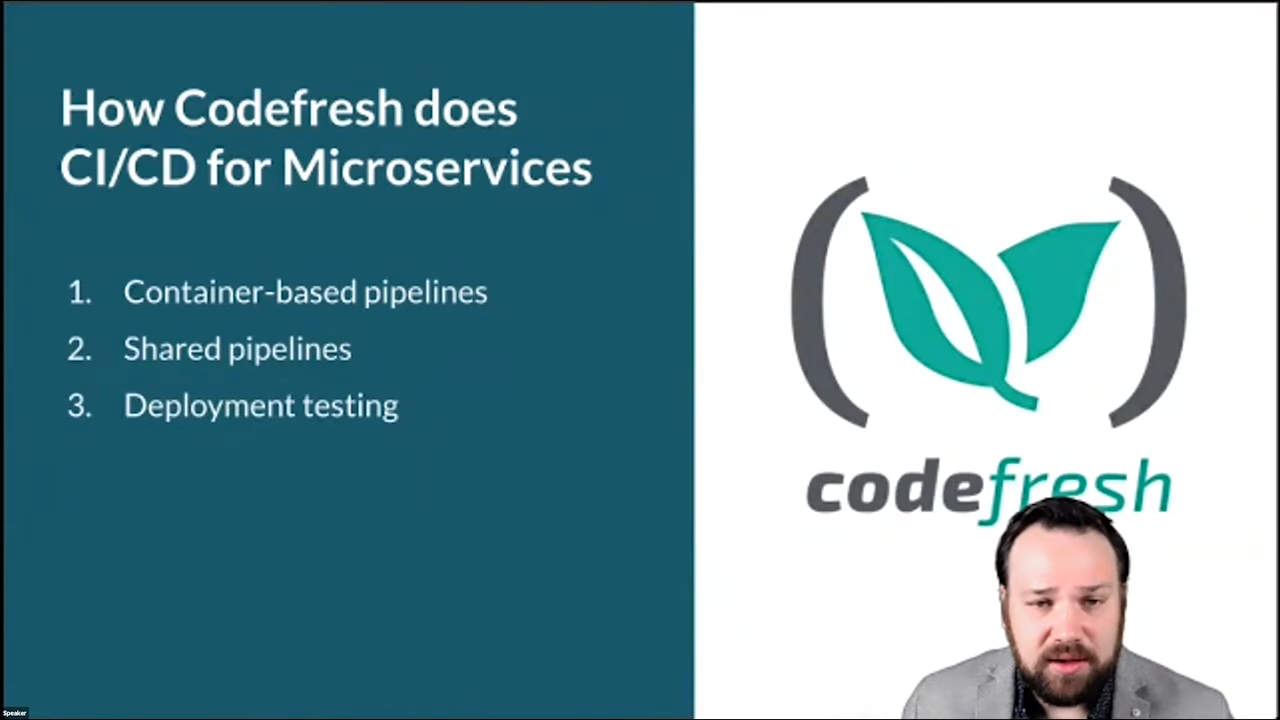 How Codefresh does
CI/CD for Microservices
1. Container-based pipelines
2. Shared pipelines
3. Deployment testing
codefresh
Speaker